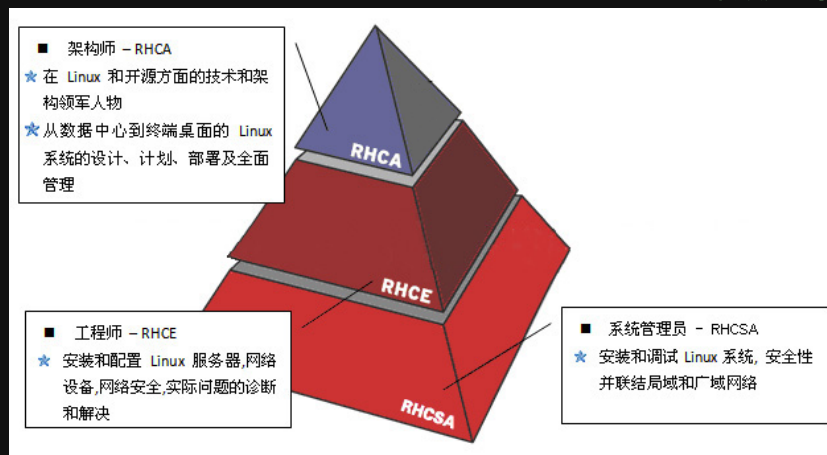 ■ 架构师 – RHCA
在 Linux 和开源方面的技术和架
构领军人物
从数据中心到终端桌面的 Linux
系统的设计、计划、部署及全面
管理
RHCA
RHCE
■ 工程师 – RHCE
安装和配置 Linux 服务器,网络
设备,网络安全,实际问题的诊断
和解决
■ 系统管理员 - RHCSA
安装和调试 Linux 系统, 安全性
并联结局域和广域网络
RHCSA